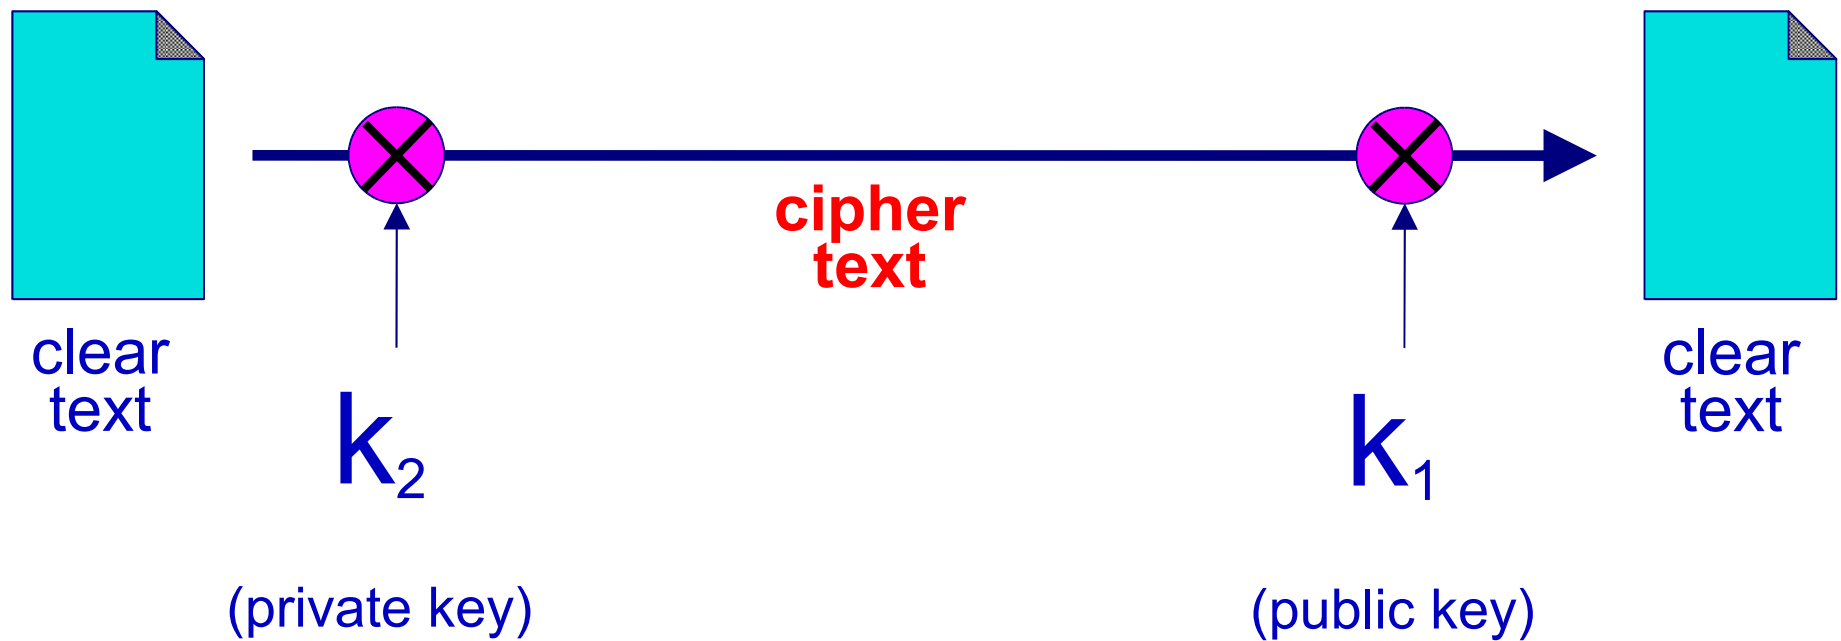 cipher
text
clear
text
clear
text
k2
k1
(private key)
(public key)